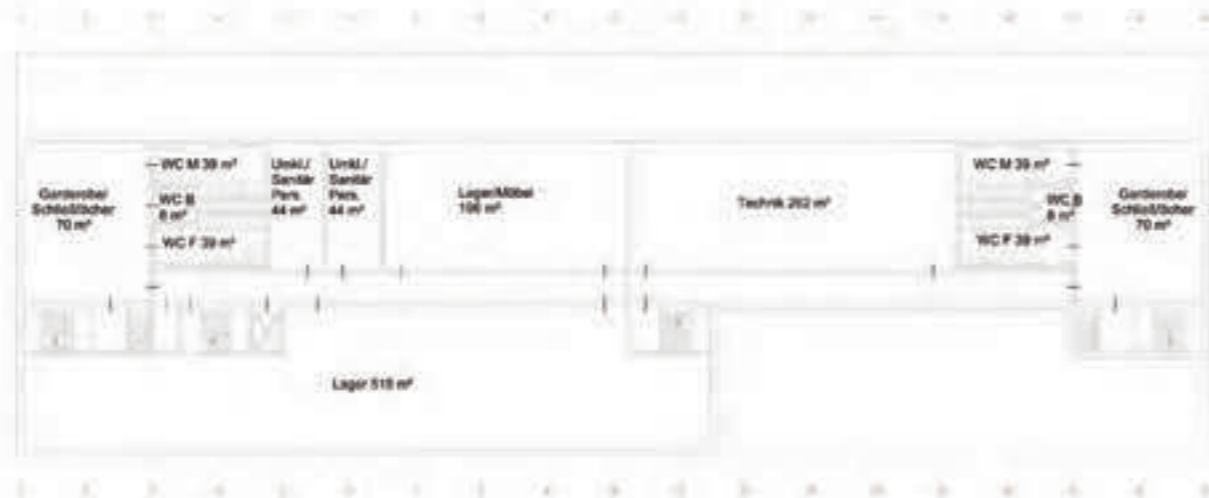 Garderobe/
Schließfächer
70 m²
WC M 39 m²
WC B
8 m²
WC F 39 m²
Umkl./
Sanitär
Pers.
44 m²
Umkl./
Sanitär
Pers.
44 m²
Lager/Möbel
196 m²
Technik 262 m²
WC M 39 m²
WC B
8 m²
WC F 39 m²
Garderobe/
Schließfächer
70 m²
Lager 515 m²